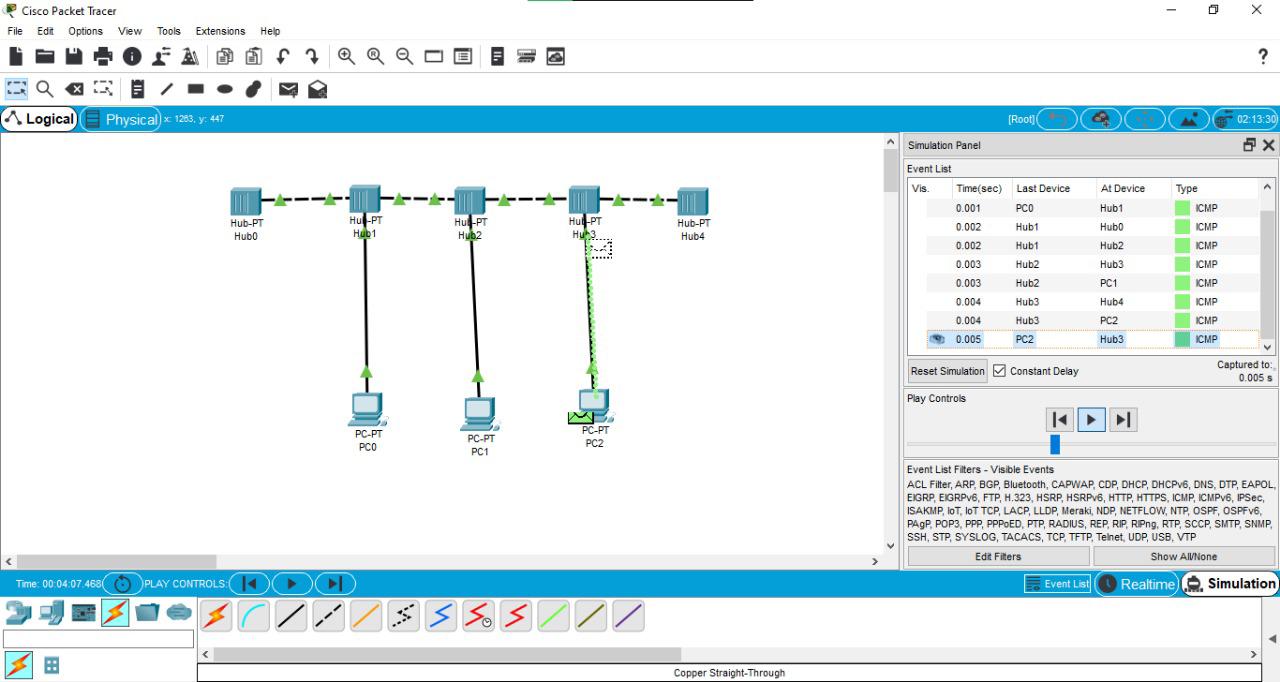 Cisco Packet Tracer
File Edit Options View Tools Extensions Help
?
Logical Physical x: 1263, y: 447 [Root] 02:13:30
Simulation Panel
Event List
Vis. Time(sec) Last Device At Device Type
0.001 PC0 Hub1 ICMP
0.002 Hub1 Hub0 ICMP
0.002 Hub1 Hub2 ICMP
0.003 Hub2 Hub3 ICMP
0.003 Hub2 PC1 ICMP
0.004 Hub3 Hub4 ICMP
0.004 Hub3 PC2 ICMP
0.005 PC2 Hub3 ICMP
Reset Simulation Constant Delay Captured to:
0.005 s
Play Controls
Event List Filters - Visible Events
ACL Filter, ARP, BGP, Bluetooth, CAPWAP, CDP, DHCP, DHCPv6, DNS, DTP, EAPOL,
EIGRP, EIGRPv6, FTP, H.323, HSRP, HSRPv6, HTTP, HTTPS, ICMP, ICMPv6, IPSec,
ISAKMP, IoT, IoT TCP, LACP, LLDP, Meraki, NDP, NETFLOW, NTP, OSPF, OSPFv6,
PAgP, POP3, PPP, PPPoED, PTP, RADIUS, REP, RIP, RIPng, RTP, SCCP, SMTP, SNMP,
SSH, STP, SYSLOG, TACACS, TCP, TFTP, Telnet, UDP, USB, VTP
Edit Filters Show All/None
Hub-PT
Hub0
Hub-PT
Hub1
Hub-PT
Hub2
Hub-PT
Hub3
Hub-PT
Hub4
PC-PT
PC0
PC-PT
PC1
PC-PT
PC2
Time: 00:04:07.468 PLAY CONTROLS: Event List Realtime Simulation
Copper Straight-Through